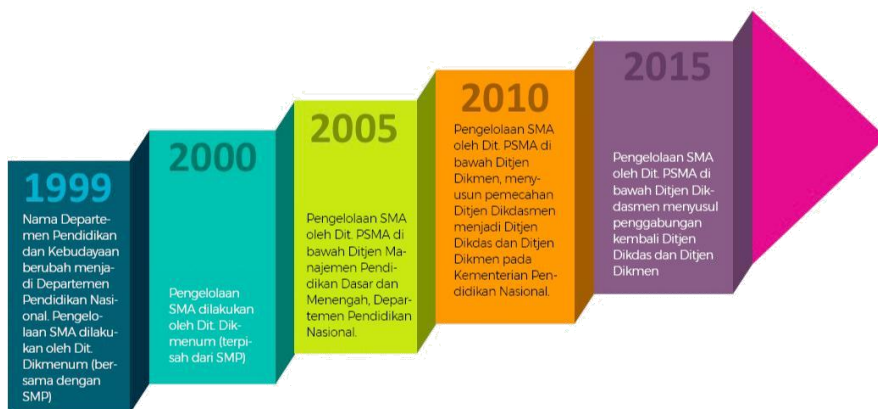 1999
Nama Departe-
men Pendidikan
dan Kebudayaan
berubah menja-
di Departemen
Pendidikan Nasi-
onal. Pengelo-
laan SMA dilaku-
kan oleh Dit.
Dikmenum (ber-
sama dengan
SMP)
2000
Pengelolaan
SMA dilakukan
oleh Dit. Dik-
menum (terpi-
sah dari SMP)
2005
Pengelolaan SMA
oleh Dit. PSMA di
bawah Ditjen Ma-
najemen Pendi-
dikan Dasar dan
Menengah, Depar-
temen Pendidikan
Nasional.
2010
Pengelolaan SMA
oleh Dit. PSMA di
bawah Ditjen
Dikmen, meny-
usun pemecahan
Ditjen Dikdasmen
menjadi Ditjen
Dikdas dan Ditjen
Dikmen pada
Kementerian Pen-
didikan Nasional.
2015
Pengelolaan SMA
oleh Dit. PSMA di
bawah Ditjen Dik-
dasmen menyusul
penggabungan
kembali Ditjen
Dikdas dan Ditjen
Dikmen